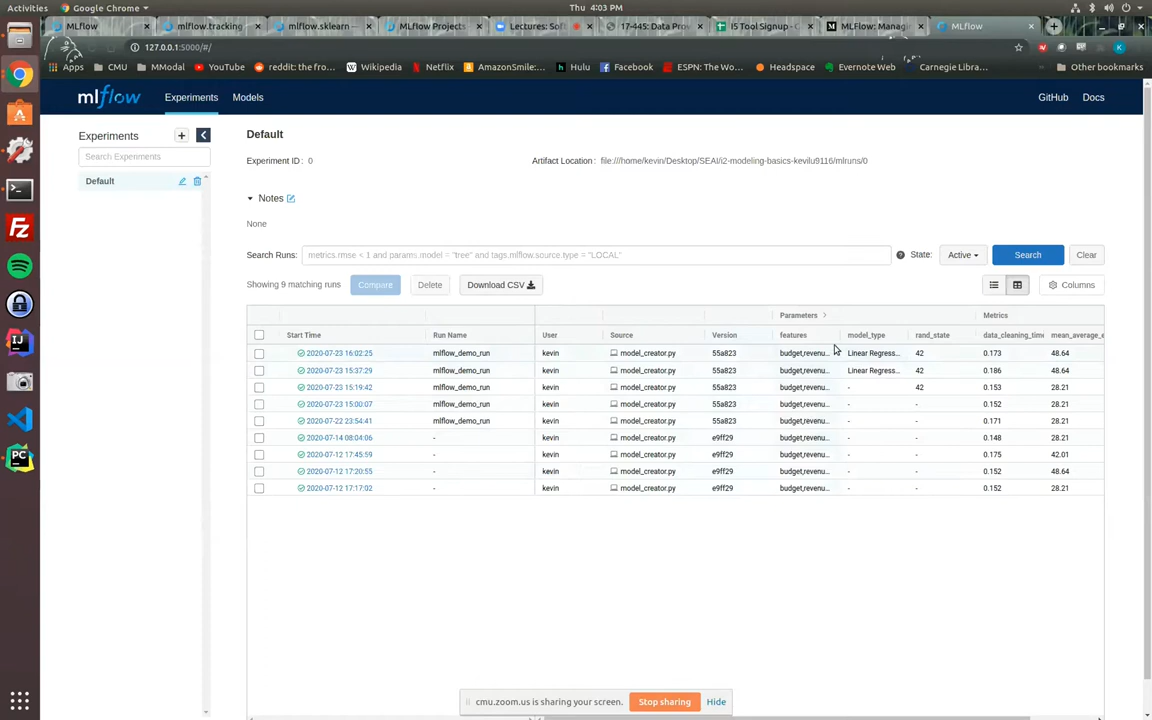 Activities
Google Chrome
Thu 4:03 PM
MLflow
mlflow.tracking
mlflow.sklearn
MLflow Projects
Lectures: Soft
17-445: Data Prov
I5 Tool Signup - C
MLFlow: Manag
MLflow
127.0.0.1:5000/#/
Apps
CMU
MModal
YouTube
reddit: the fro...
Wikipedia
Netflix
AmazonSmile:...
Hulu
Facebook
ESPN: The Wo...
Headspace
Evernote Web
Carnegie Libra...
Other bookmarks
mlflow
Experiments
Models
GitHub
Docs
Experiments
Search Experiments
Default
Default
Experiment ID : 0
Artifact Location : file:///home/kevin/Desktop/SEAI/i2-modeling-basics-kevilu9116/mlruns/0
Notes
None
Search Runs:
metrics.rmse < 1 and params.model = "tree" and tags.mlflow.source.type = "LOCAL"
State:
Active
Search
Clear
Showing 9 matching runs
Compare
Delete
Download CSV
Columns
Parameters
Metrics
Start Time Run Name User Source Version features model_type rand_state data_cleaning_time mean_average_e
2020-07-23 16:02:25 mlflow_demo_run kevin model_creator.py 55a823 budget,revenu... Linear Regress... 42 0.173 48.64
2020-07-23 15:37:29 mlflow_demo_run kevin model_creator.py 55a823 budget,revenu... Linear Regress... 42 0.186 48.64
2020-07-23 15:19:42 mlflow_demo_run kevin model_creator.py 55a823 budget,revenu... - 42 0.153 28.21
2020-07-23 15:00:07 mlflow_demo_run kevin model_creator.py 55a823 budget,revenu... - - 0.152 28.21
2020-07-22 23:54:41 mlflow_demo_run kevin model_creator.py 55a823 budget,revenu... - - 0.171 28.21
2020-07-14 08:04:06 - kevin model_creator.py e9ff29 budget,revenu... - - 0.148 28.21
2020-07-12 17:45:59 - kevin model_creator.py e9ff29 budget,revenu... - - 0.175 42.01
2020-07-12 17:20:55 - kevin model_creator.py e9ff29 budget,revenu... - - 0.152 48.64
2020-07-12 17:17:02 - kevin model_creator.py e9ff29 budget,revenu... - - 0.152 28.21
cmu.zoom.us is sharing your screen.
Stop sharing
Hide